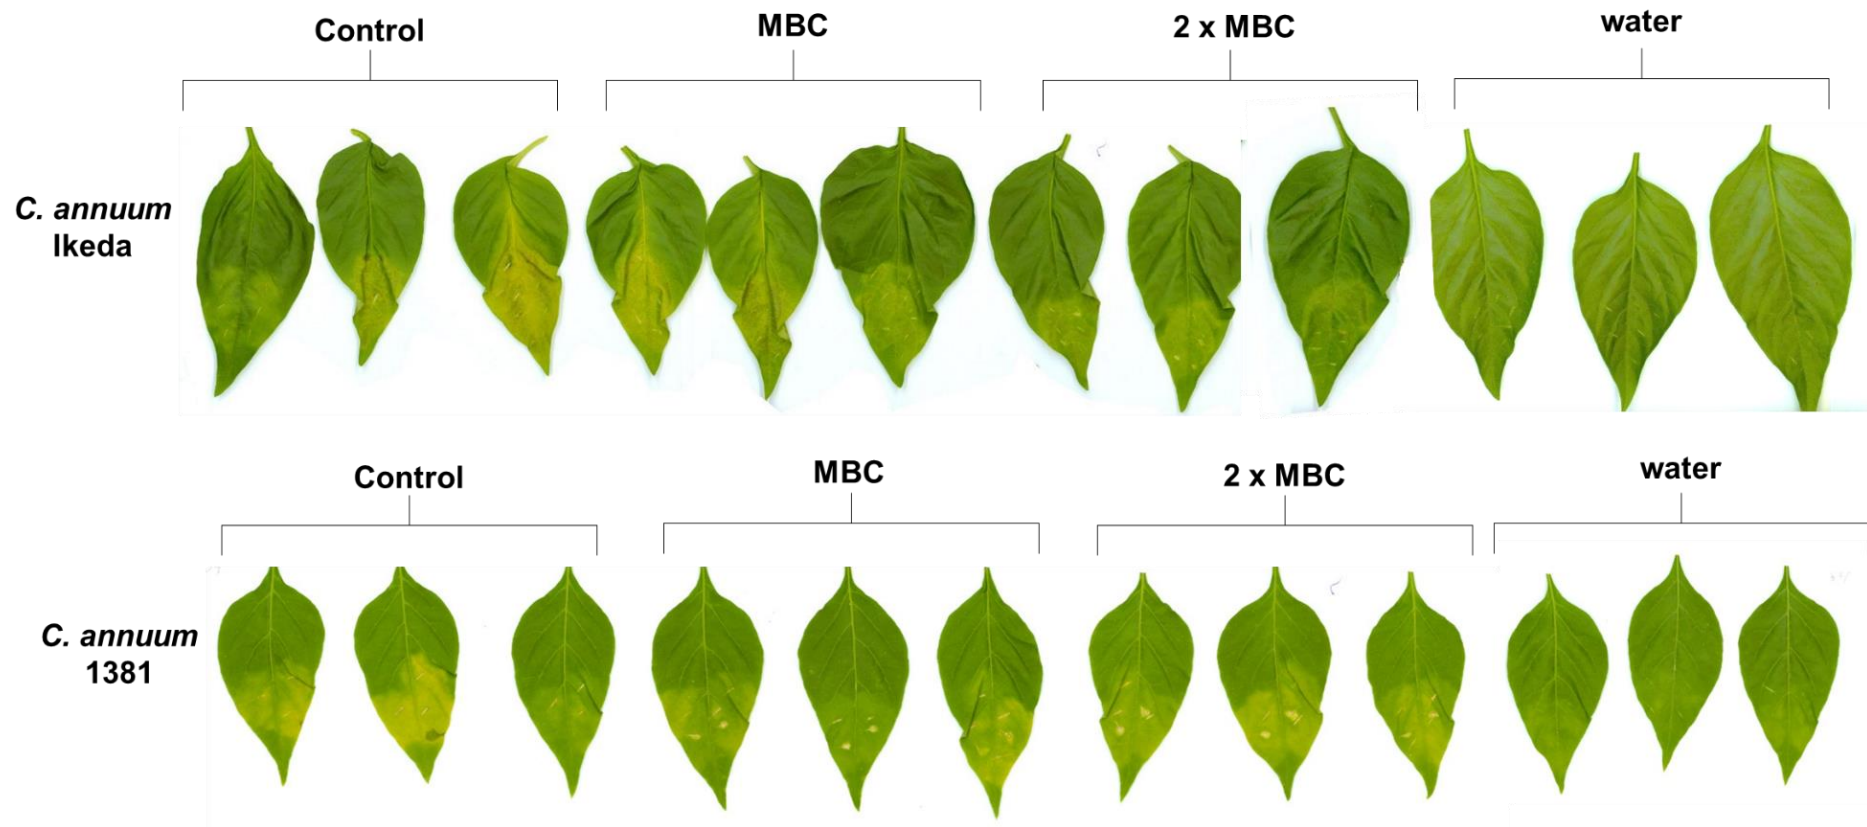 Control
MBC
2 x MBC
water
C. annuum
Ikeda
Control
MBC
2 x MBC
water
C. annuum
1381